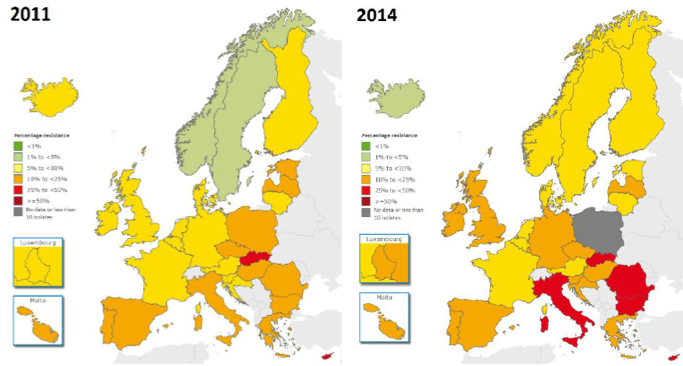 2011
Percentage resistance
<1%
1% to <5%
5% to <10%
10% to <25%
25% to <50%
>=50%
No data or less than
10 isolates
Luxembourg
Malta
2014
Percentage resistance
<1%
1% to <5%
5% to <10%
10% to <25%
25% to <50%
>=50%
No data or less than
10 isolates
Luxembourg
Malta